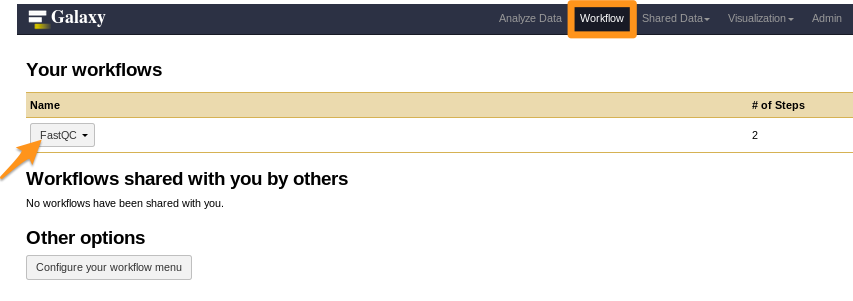 Galaxy Analyze Data Workflow Shared Data Visualization Admin
Your workflows
Name # of Steps
FastQC 2
Workflows shared with you by others
No workflows have been shared with you.
Other options
Configure your workflow menu